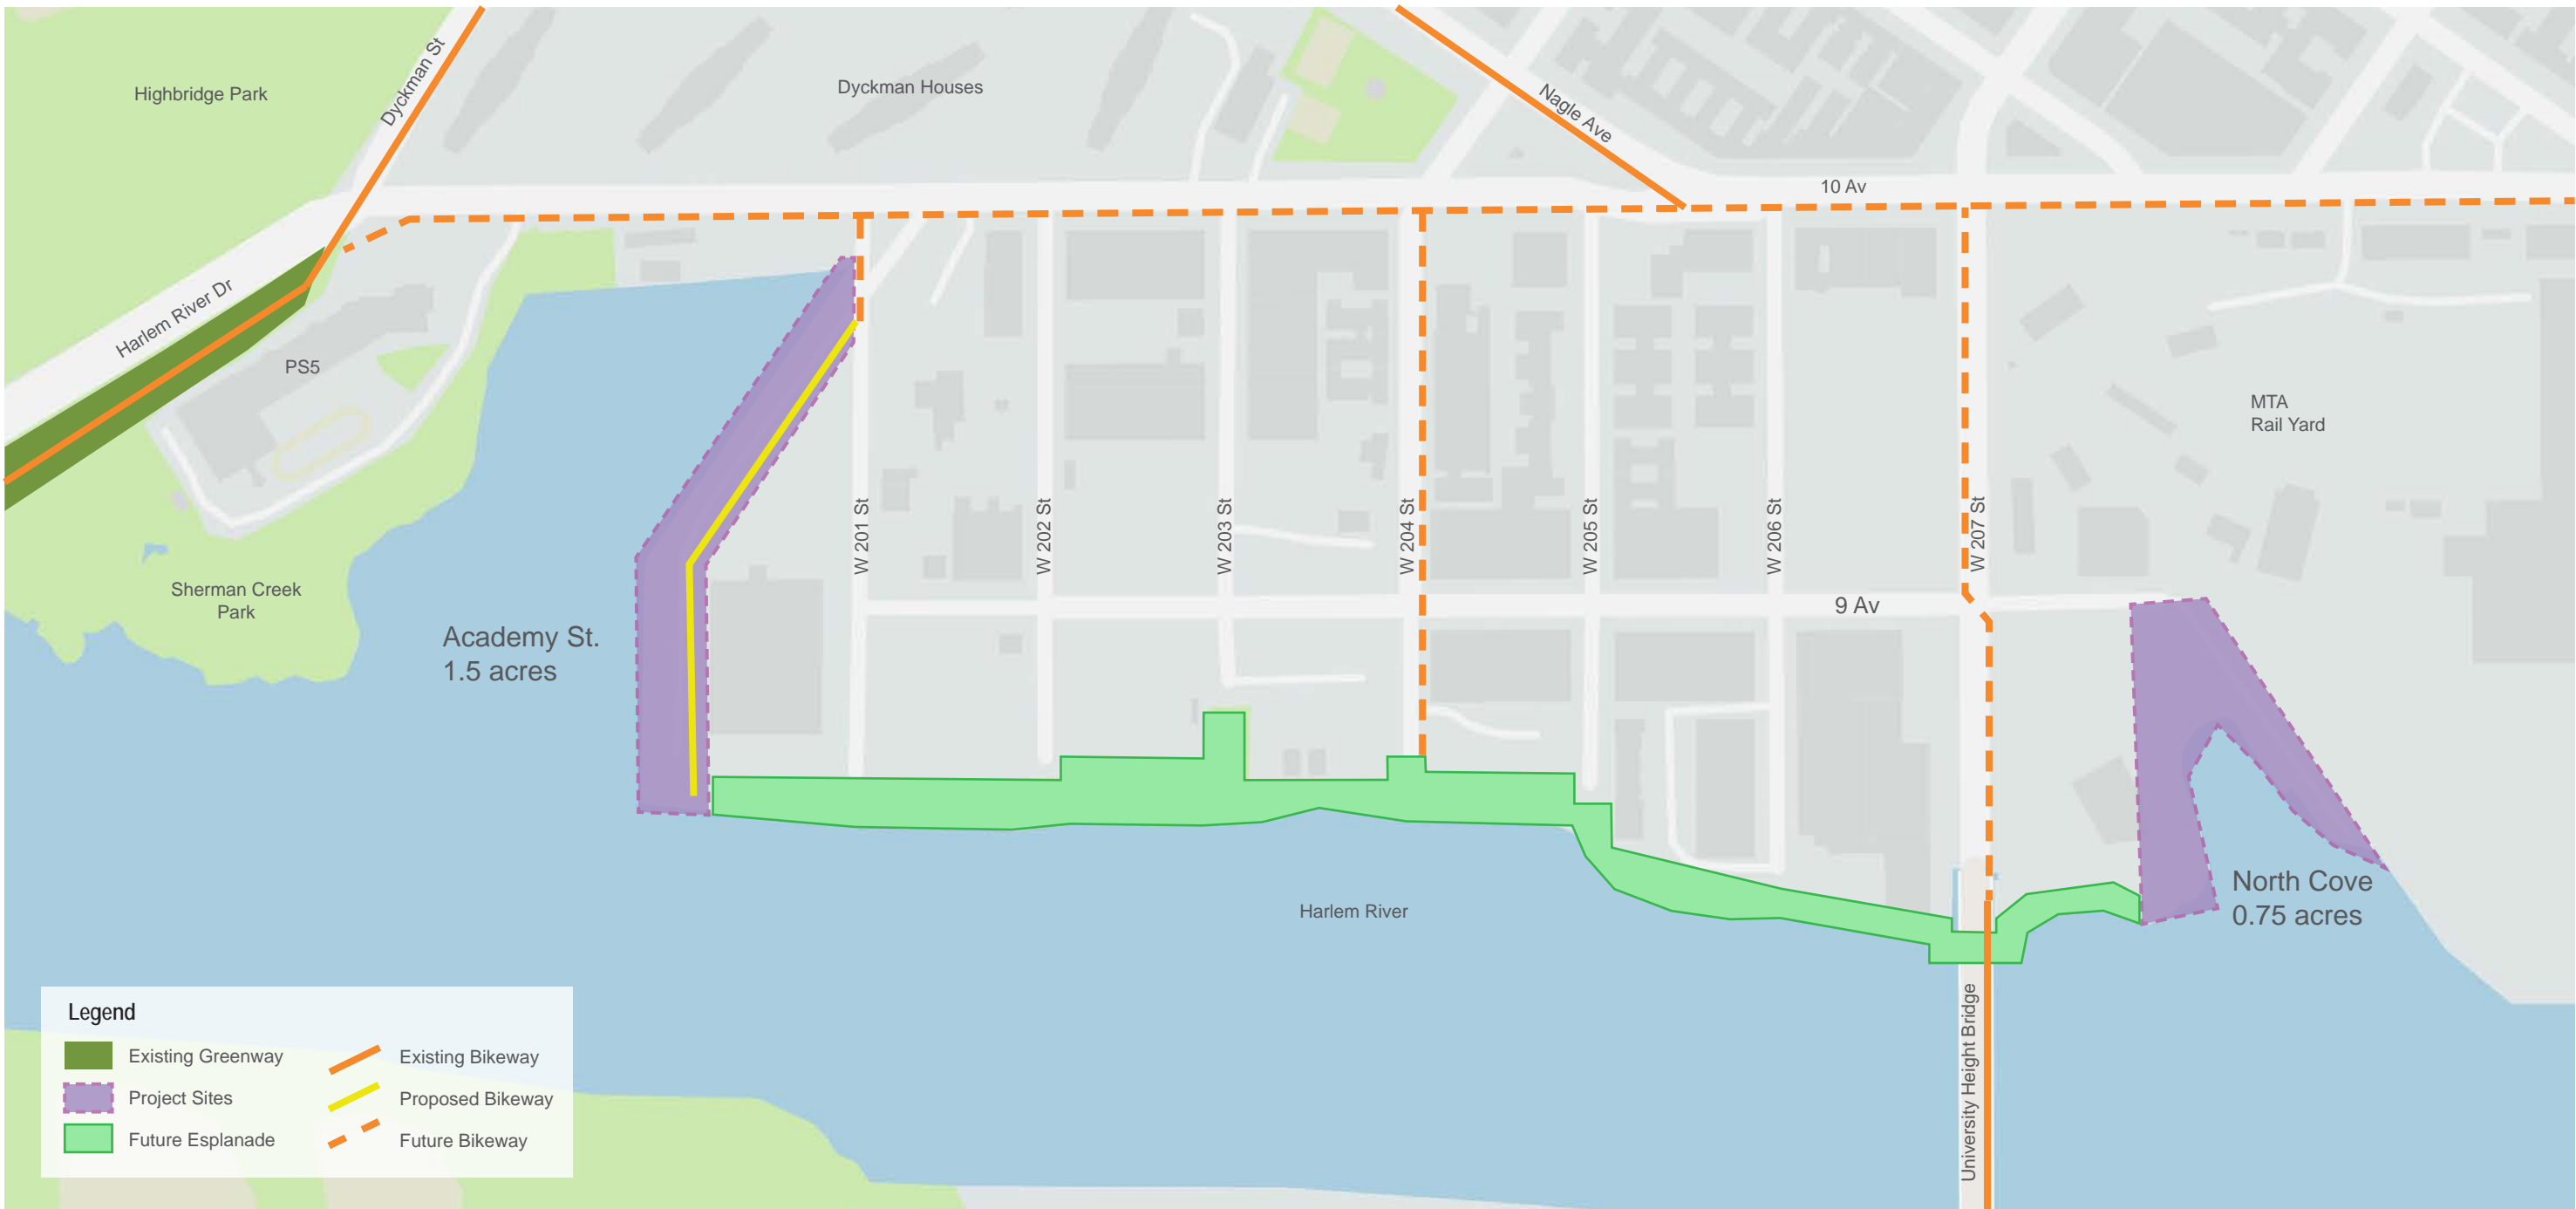 Highbridge Park
Dyckman St
Dyckman Houses
Nagle Ave
10 Av
Harlem River Dr
PS5
MTA
Rail Yard
W 201 St
W 202 St
W 203 St
W 204 St
W 205 St
W 206 St
W 207 St
Sherman Creek
Park
9 Av
Academy St.
1.5 acres
Harlem River
North Cove
0.75 acres
University Height Bridge
Legend
Existing Greenway
Project Sites
Future Esplanade
Existing Bikeway
Proposed Bikeway
Future Bikeway